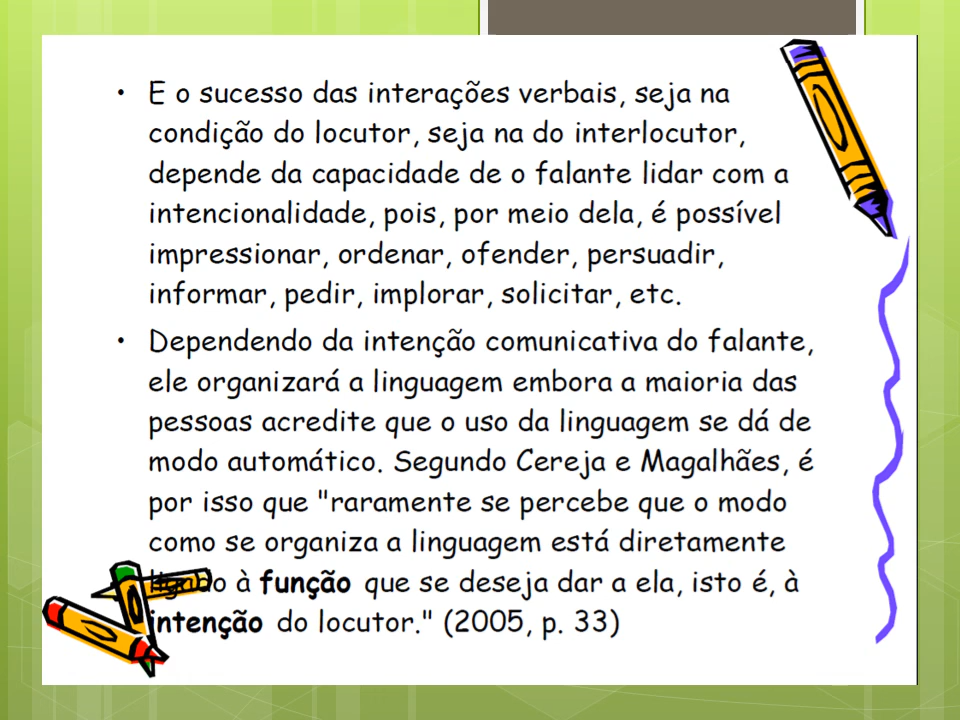 • E o sucesso das interações verbais, seja na
condição do locutor, seja na do interlocutor,
depende da capacidade de o falante lidar com a
intencionalidade, pois, por meio dela, é possível
impressionar, ordenar, ofender, persuadir,
informar, pedir, implorar, solicitar, etc.
• Dependendo da intenção comunicativa do falante,
ele organizará a linguagem embora a maioria das
pessoas acredite que o uso da linguagem se dá de
modo automático. Segundo Cereja e Magalhães, é
por isso que "raramente se percebe que o modo
como se organiza a linguagem está diretamente
ligado à função que se deseja dar a ela, isto é, à
intenção do locutor." (2005, p. 33)